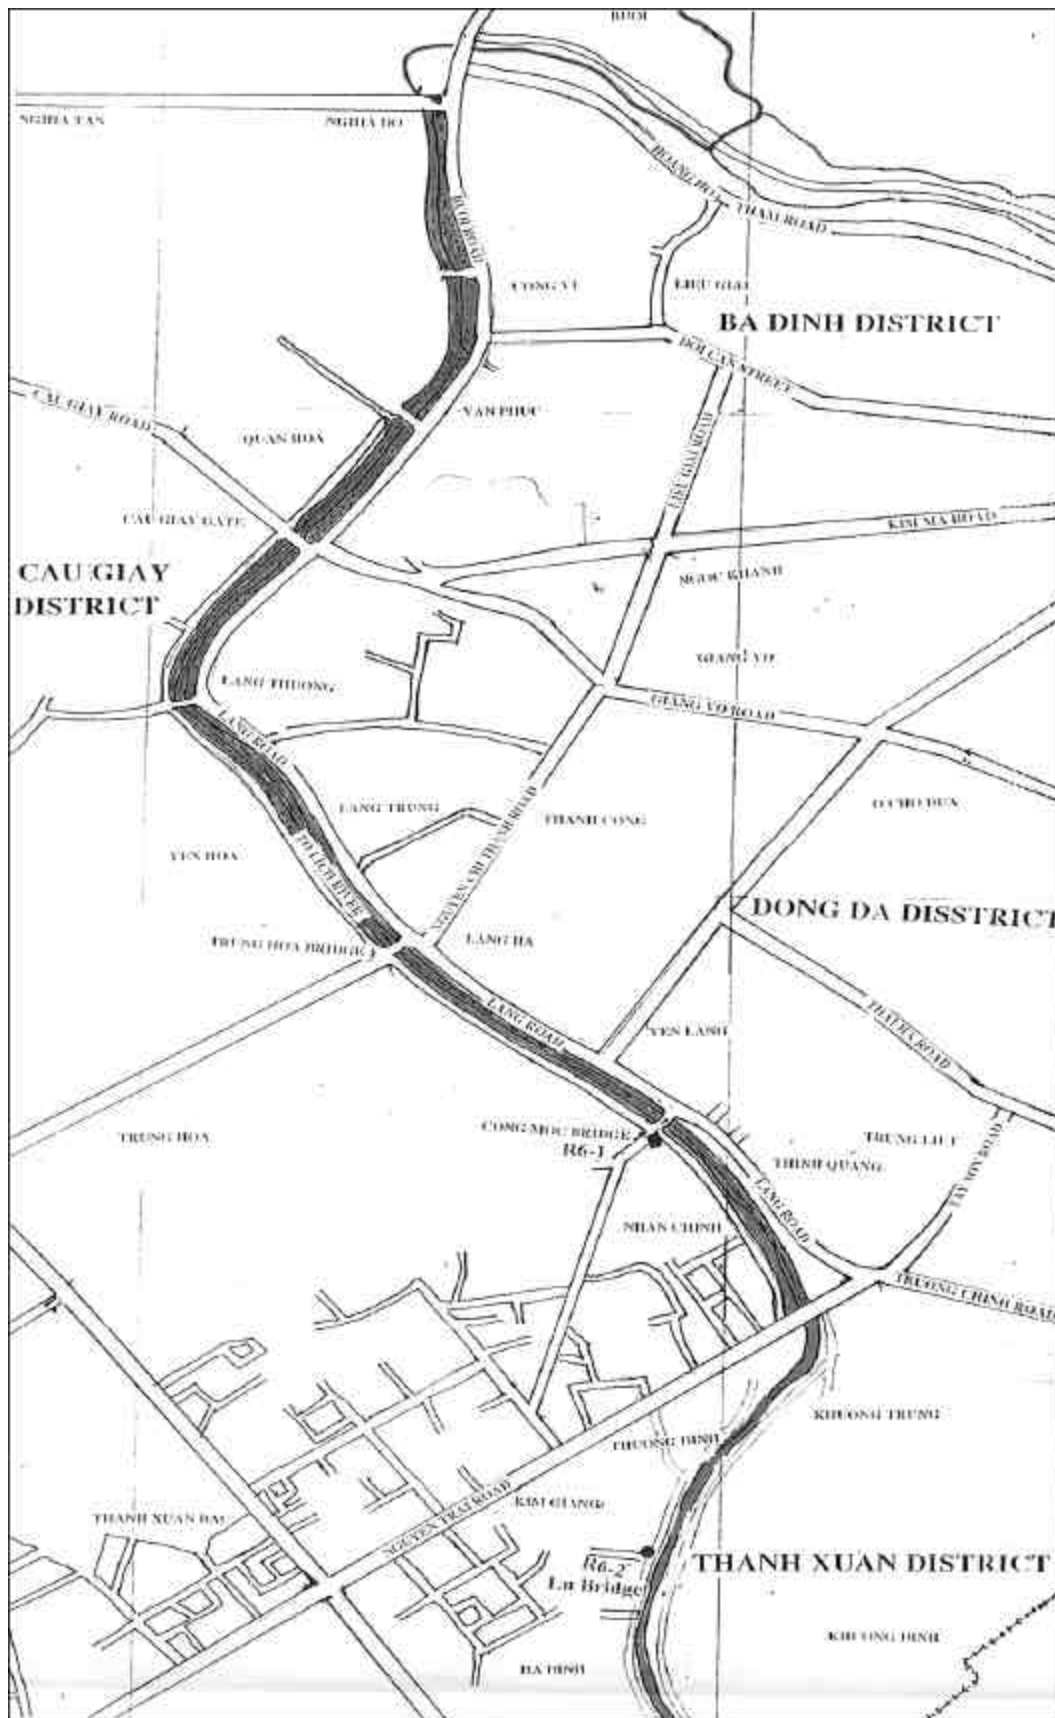 BUOI
NGHIA TAN
NGHIA DO
HOANG HOA THAM ROAD
BUOI ROAD
CONG VI
LIEU GIAI
BA DINH DISTRICT
DOI CAN STREET
CAU GIAY ROAD
VAN PHUC
QUAN HOA
LIEU GIAI ROAD
CAU GIAY GATE
KIM MA ROAD
CAU GIAY
DISTRICT
NGOC KHANH
GIANG VO
LANG THUONG
GIANG VO ROAD
LANG ROAD
LANG TRUNG
THANH CONG
O CHO DUA
YEN HOA
TO LICH RIVER
NGUYEN CHI THANH ROAD
DONG DA DISSTRICT
TRUNG HOA BRIDGE
LANG HA
LANG ROAD
YEN LANG
THAI HA ROAD
TRUNG HOA
CONG MOC BRIDGE
R6-1
TRUNG LIET
THINH QUANG
TAY SON ROAD
LANG ROAD
NHAN CHINH
TRUONG CHINH ROAD
KHUONG TRUNG
THUONG DINH
NGUYEN TRAI ROAD
KIM GIANG
THANH XUAN BAC
R6-2
Lu Bridge
THANH XUAN DISTRICT
KHUONG DINH
HA DINH